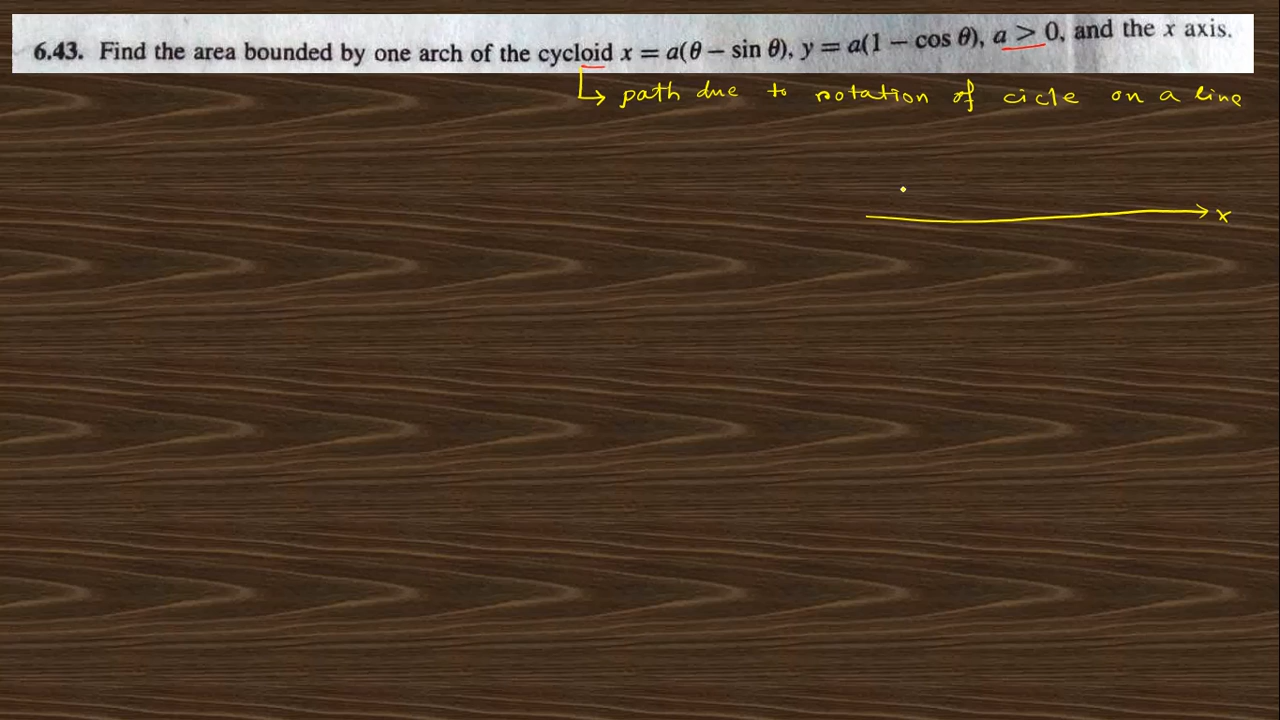 6.43. Find the area bounded by one arch of the cycloid x = a(θ − sin θ), y = a(1 − cos θ), a > 0, and the x axis.
path due to rotation of cicle on a line
x